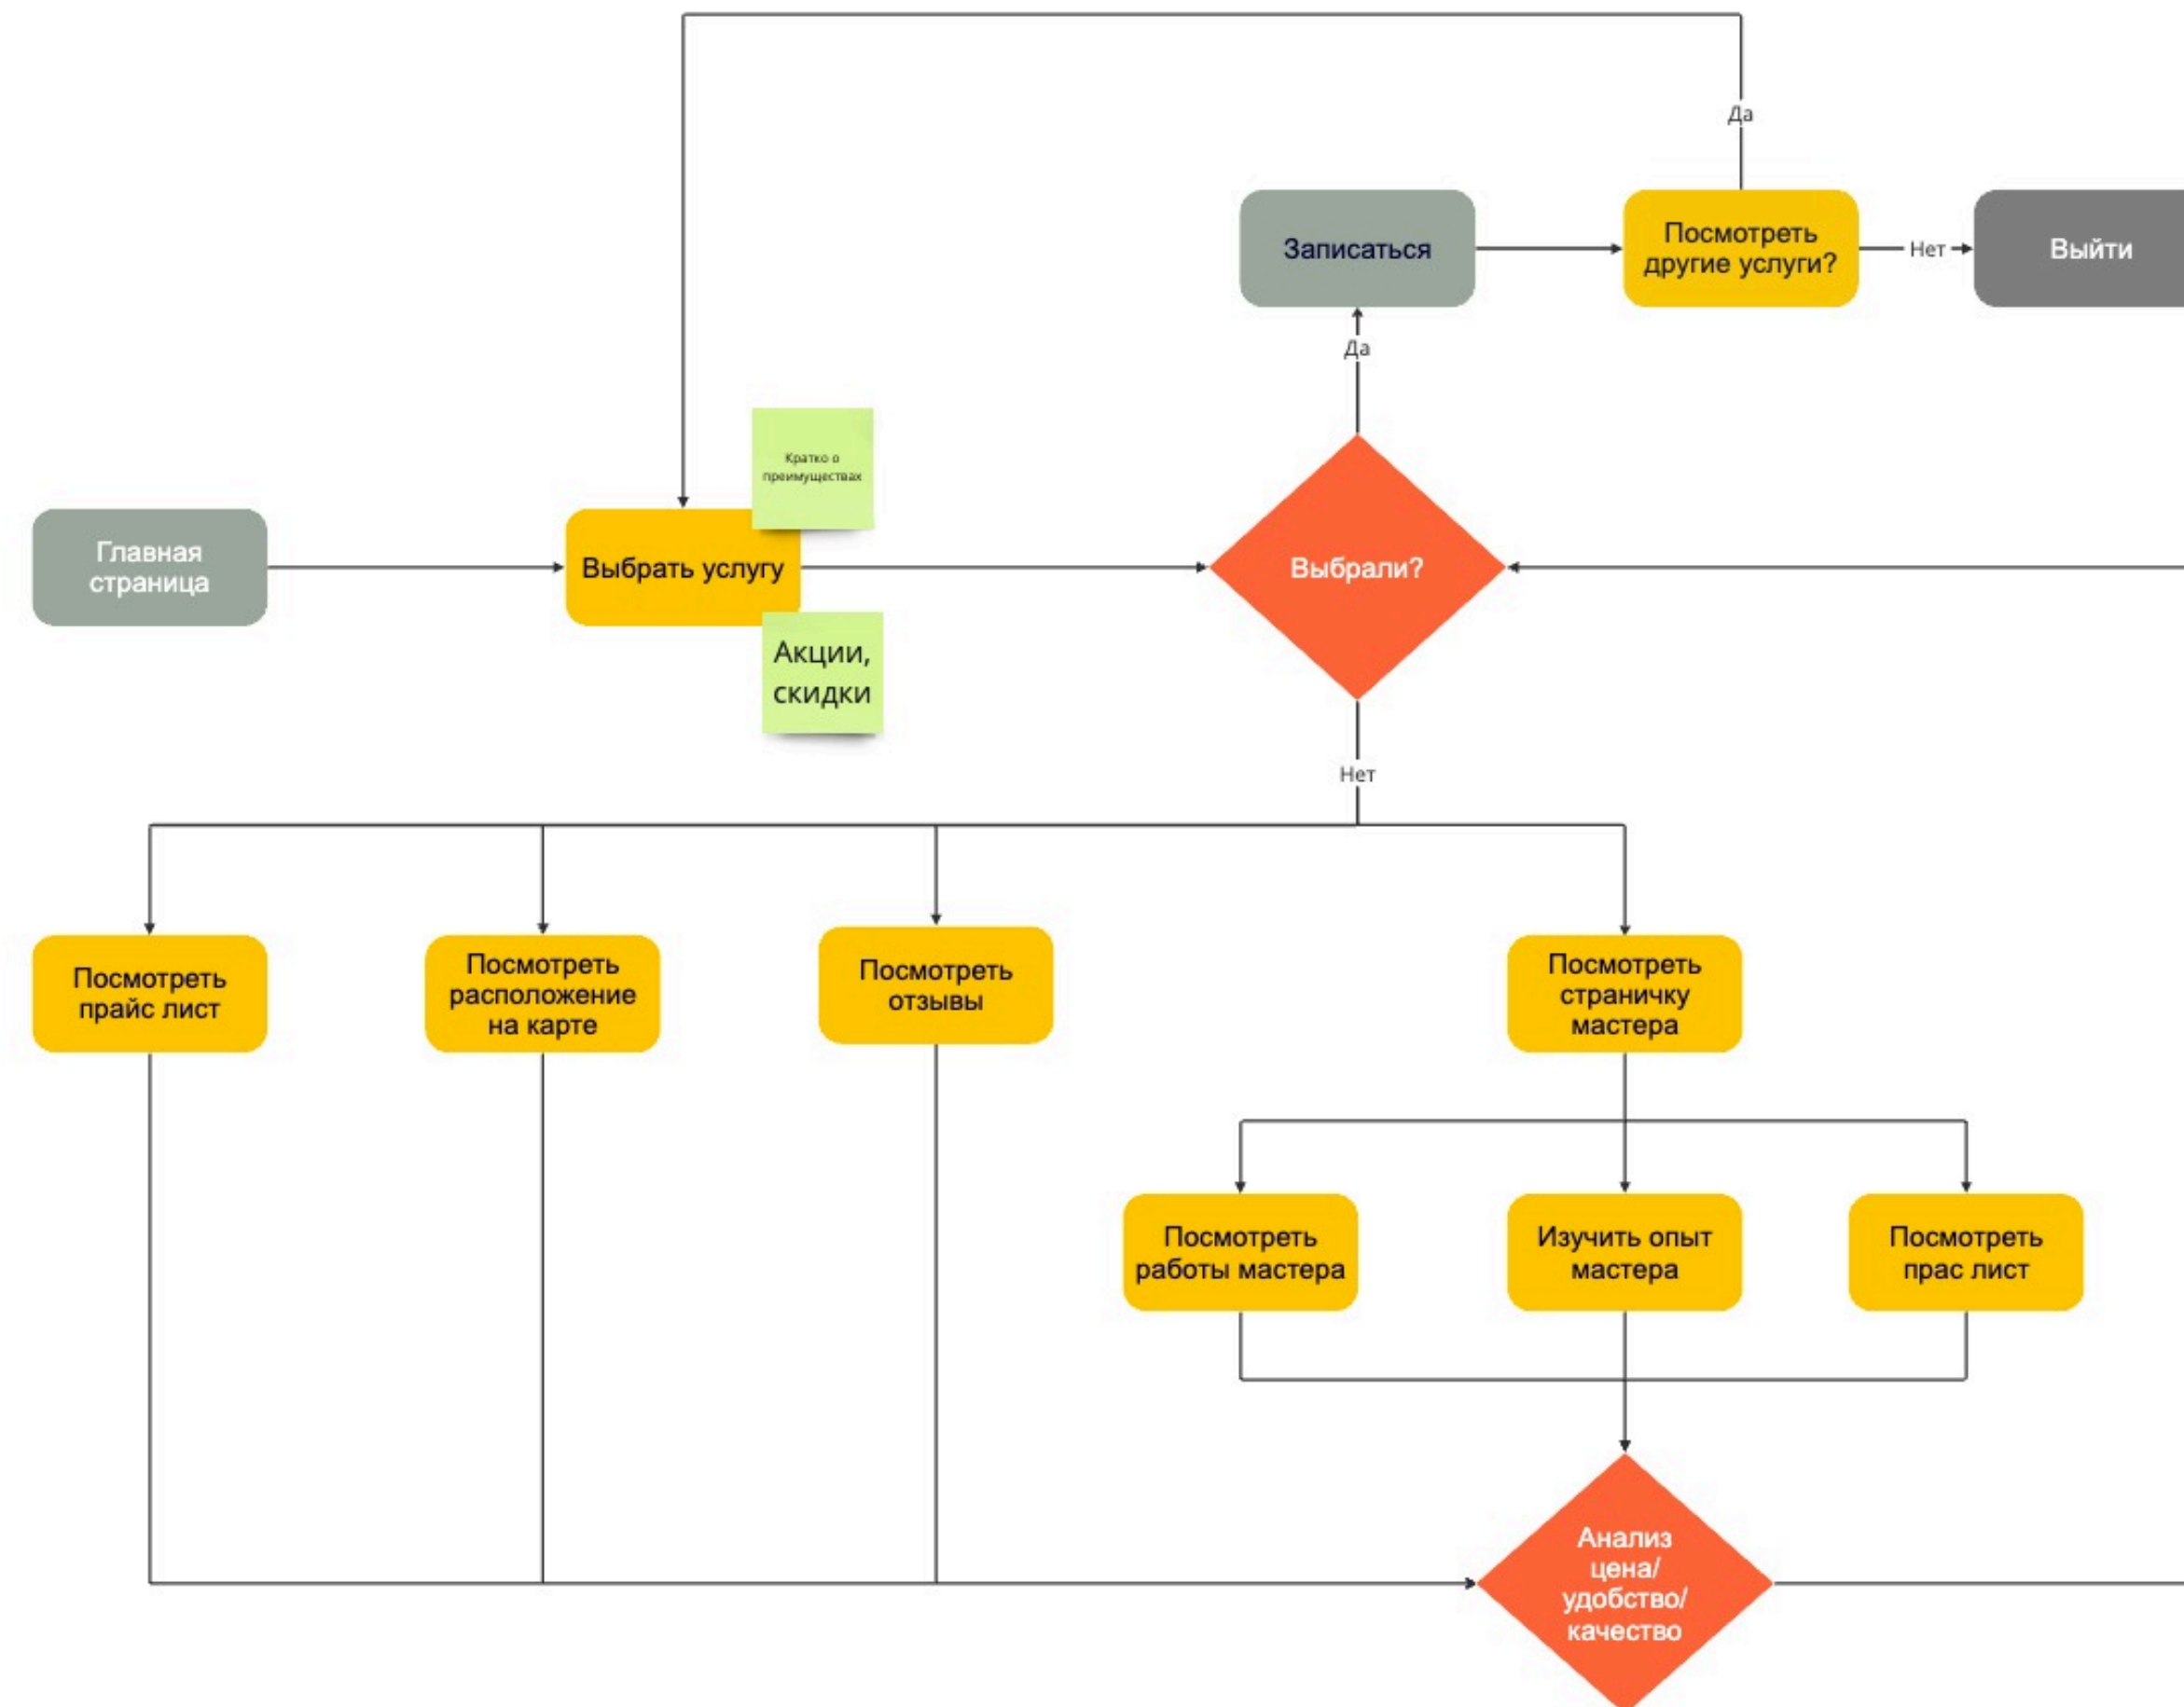 Да
Записаться
Посмотреть
другие услуги?
Нет
Выйти
Да
Кратко о
преимуществах
Главная
страница
Выбрать услугу
Выбрали?
Акции,
скидки
Нет
Посмотреть
прайс лист
Посмотреть
расположение
на карте
Посмотреть
отзывы
Посмотреть
страничку
мастера
Посмотреть
работы мастера
Изучить опыт
мастера
Посмотреть
прас лист
Анализ
цена/
удобство/
качество